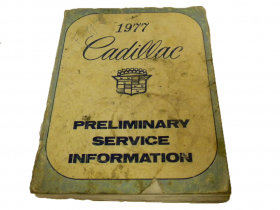 1977
Cadillac
PRELIMINARY
SERVICE
INFORMATION